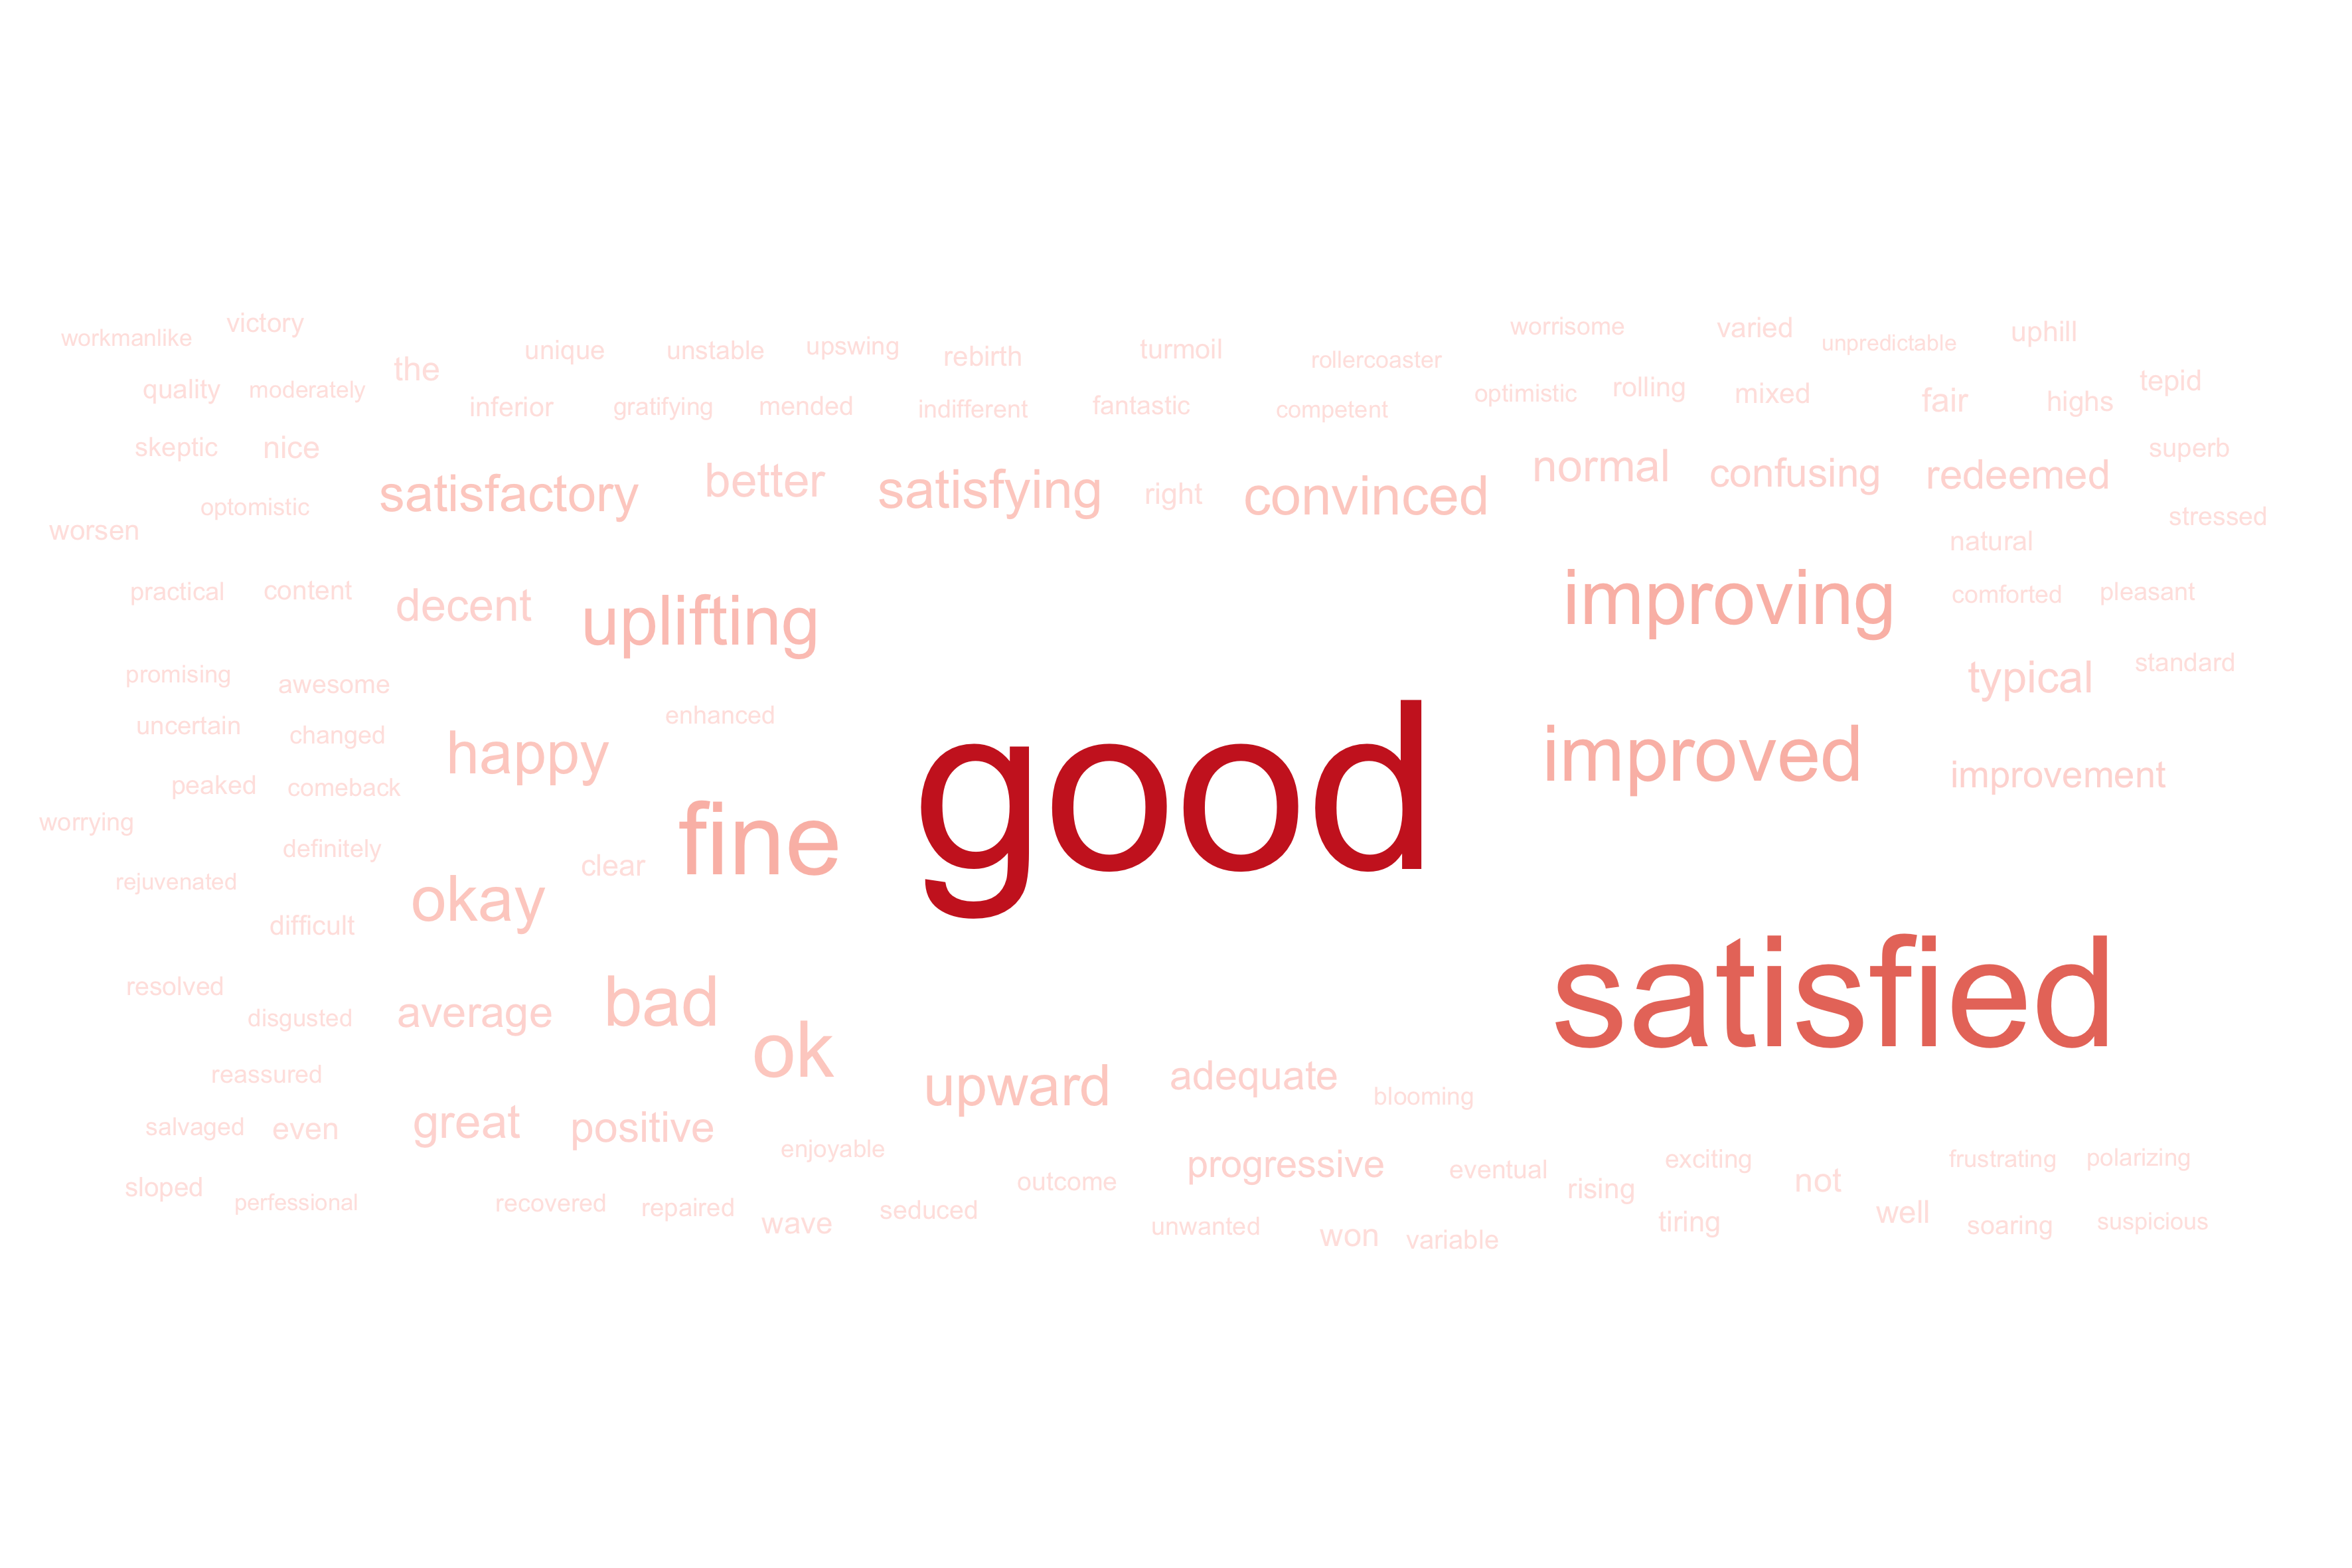 workmanlike victory the unique unstable upswing rebirth turmoil rollercoaster worrisome varied unpredictable uphill
quality moderately inferior gratifying mended indifferent fantastic competent optimistic rolling mixed fair highs tepid
skeptic nice satisfactory better satisfying right convinced normal confusing redeemed superb
worsen optomistic natural stressed
practical content decent uplifting improving comforted pleasant
promising awesome typical standard
uncertain changed happy enhanced good improved improvement
peaked comeback
worrying definitely clear fine
rejuvenated okay
difficult satisfied
resolved disgusted average bad
reassured ok upward adequate blooming
salvaged even great positive enjoyable progressive eventual exciting not frustrating polarizing
sloped perfessional recovered repaired wave seduced outcome unwanted won variable rising tiring well soaring suspicious